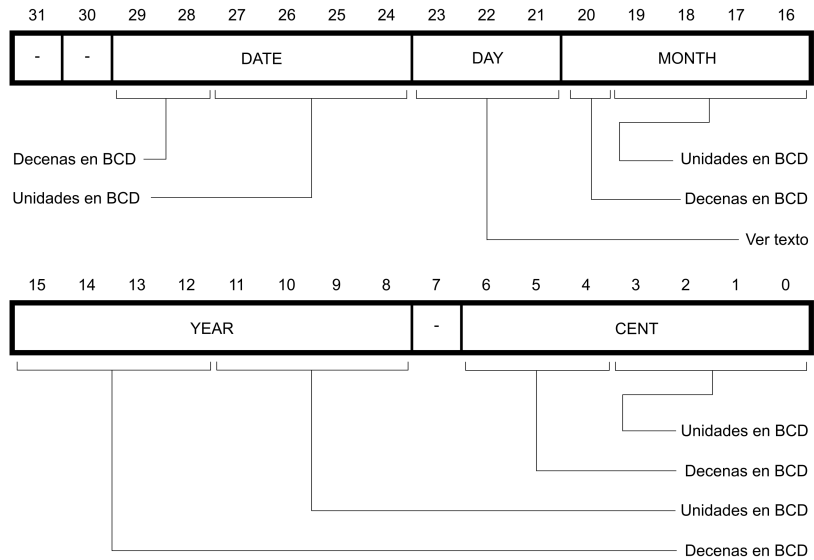 31 30 29 28 27 26 25 24 23 22 21 20 19 18 17 16
- - DATE DAY MONTH
Decenas en BCD
Unidades en BCD
Unidades en BCD
Decenas en BCD
Ver texto
15 14 13 12 11 10 9 8 7 6 5 4 3 2 1 0
YEAR - CENT
Unidades en BCD
Decenas en BCD
Unidades en BCD
Decenas en BCD